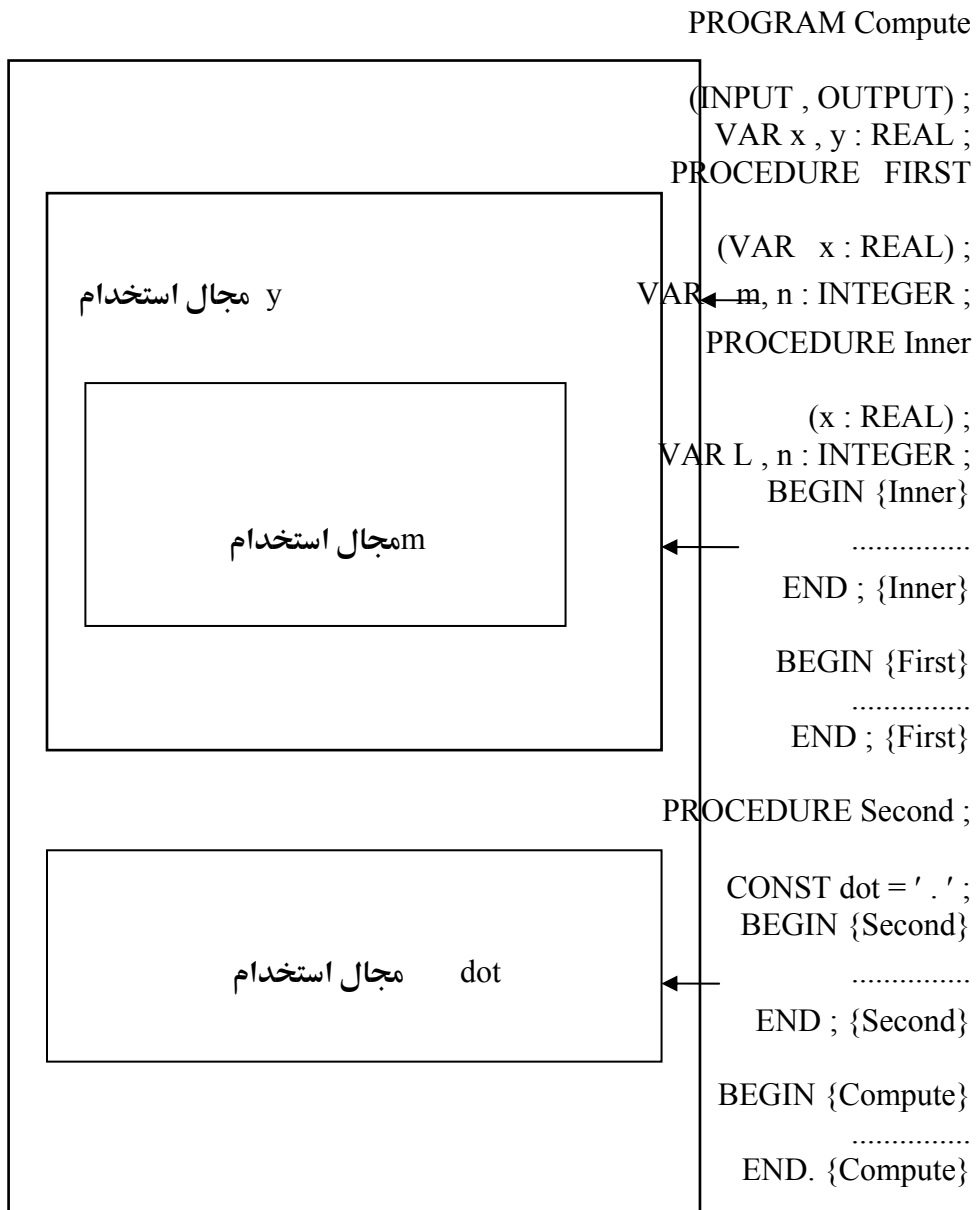 PROGRAM Compute
(INPUT , OUTPUT) ;
VAR x , y : REAL ;
PROCEDURE FIRST
(VAR x : REAL) ;
مجال استخدام y
VAR m, n : INTEGER ;
PROCEDURE Inner
(x : REAL) ;
VAR L , n : INTEGER ;
BEGIN {Inner}
مجال استخدامm
...............
END ; {Inner}
BEGIN {First}
...............
END ; {First}
PROCEDURE Second ;
CONST dot = ′ . ′ ;
BEGIN {Second}
مجال استخدام dot
...............
END ; {Second}
BEGIN {Compute}
...............
END. {Compute}